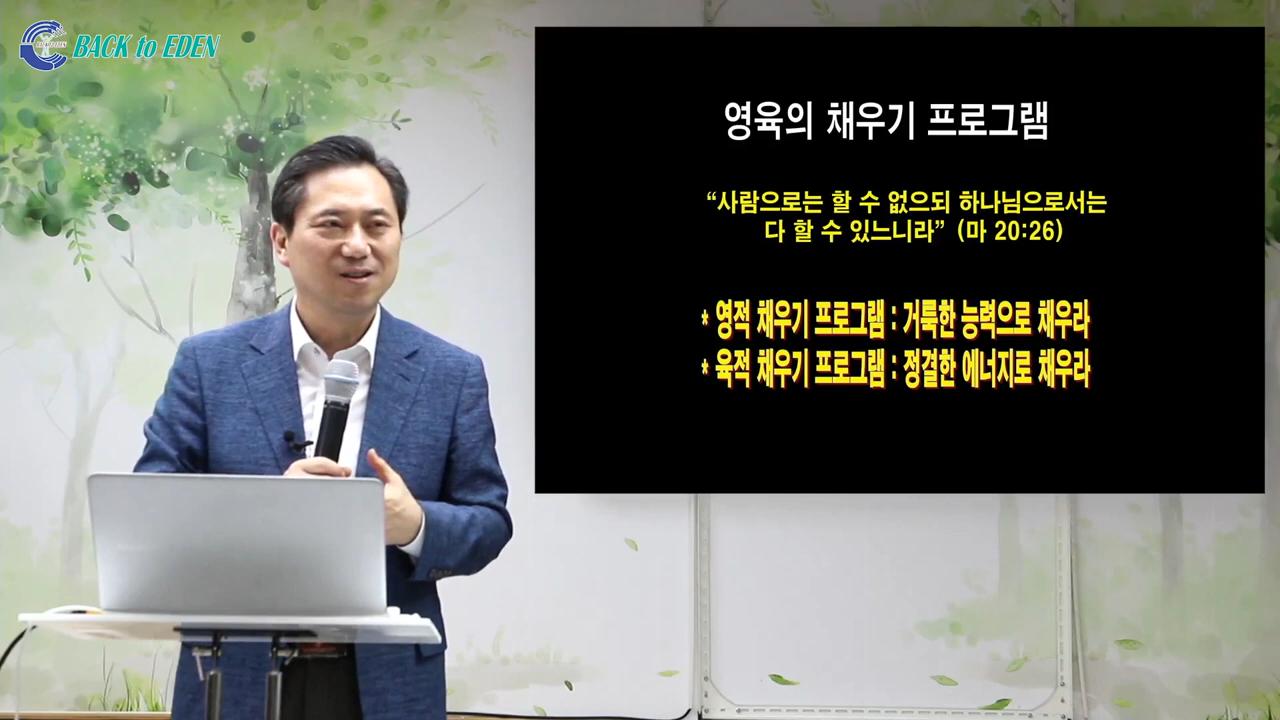 BACK to EDEN
영육의 채우기 프로그램
“사람으로는 할 수 없으되 하나님으로서는
다 할 수 있느니라” (마 20:26)
* 영적 채우기 프로그램 : 거룩한 능력으로 채우라
* 육적 채우기 프로그램 : 정결한 에너지로 채우라